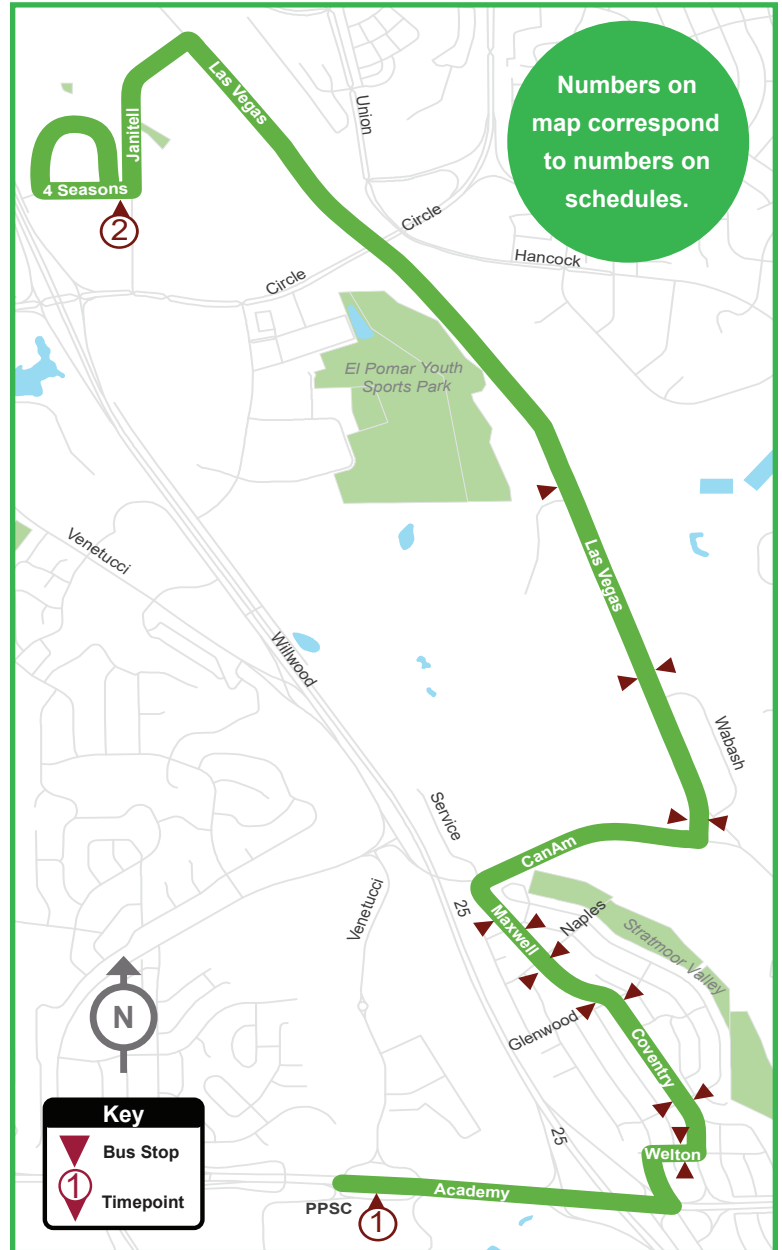 Numbers on
map correspond
to numbers on
schedules.
Las Vegas
Union
Janitell
4 Seasons
2
Circle
Hancock
Circle
El Pomar Youth
Sports Park
Venetucci
Las Vegas
Willwood
Wabash
Service
CanAm
Venetucci
25
Maxwell
Naples
Stratmoor Valley
N
Glenwood
Coventry
Key
Bus Stop
1
Timepoint
25
Welton
Academy
PPSC
1